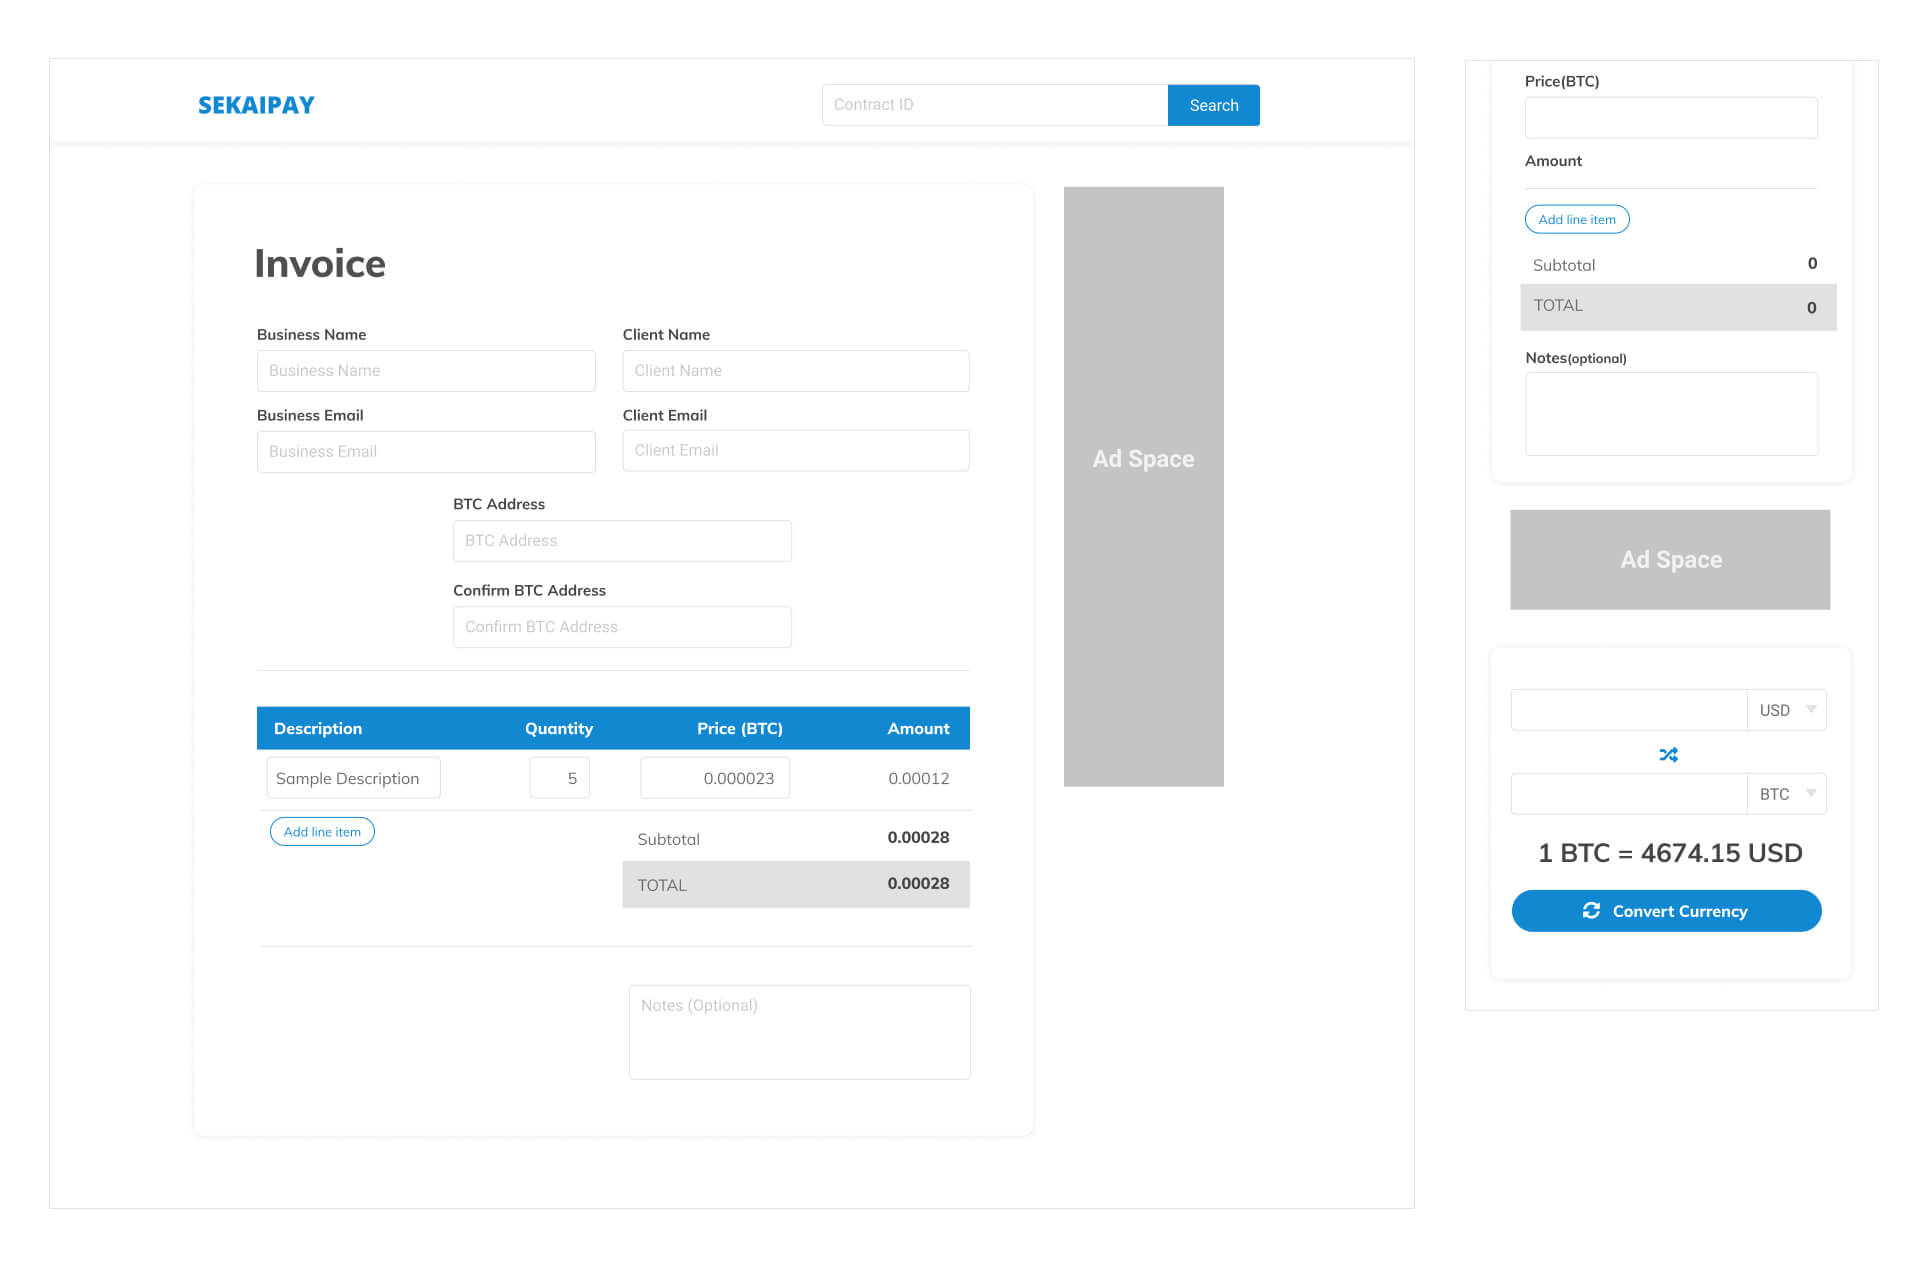 SEKAIPAY
Contract ID Search
Invoice
Business Name Client Name
Business Name Client Name
Business Email Client Email
Business Email Client Email
BTC Address
BTC Address
Confirm BTC Address
Confirm BTC Address
Description Quantity Price (BTC) Amount
Sample Description 5 0.000023 0.00012
Add line item
Subtotal 0.00028
TOTAL 0.00028
Notes (Optional)
Ad Space
Price(BTC)
Amount
Add line item
Subtotal 0
TOTAL 0
Notes(optional)
Ad Space
USD
BTC
1 BTC = 4674.15 USD
Convert Currency